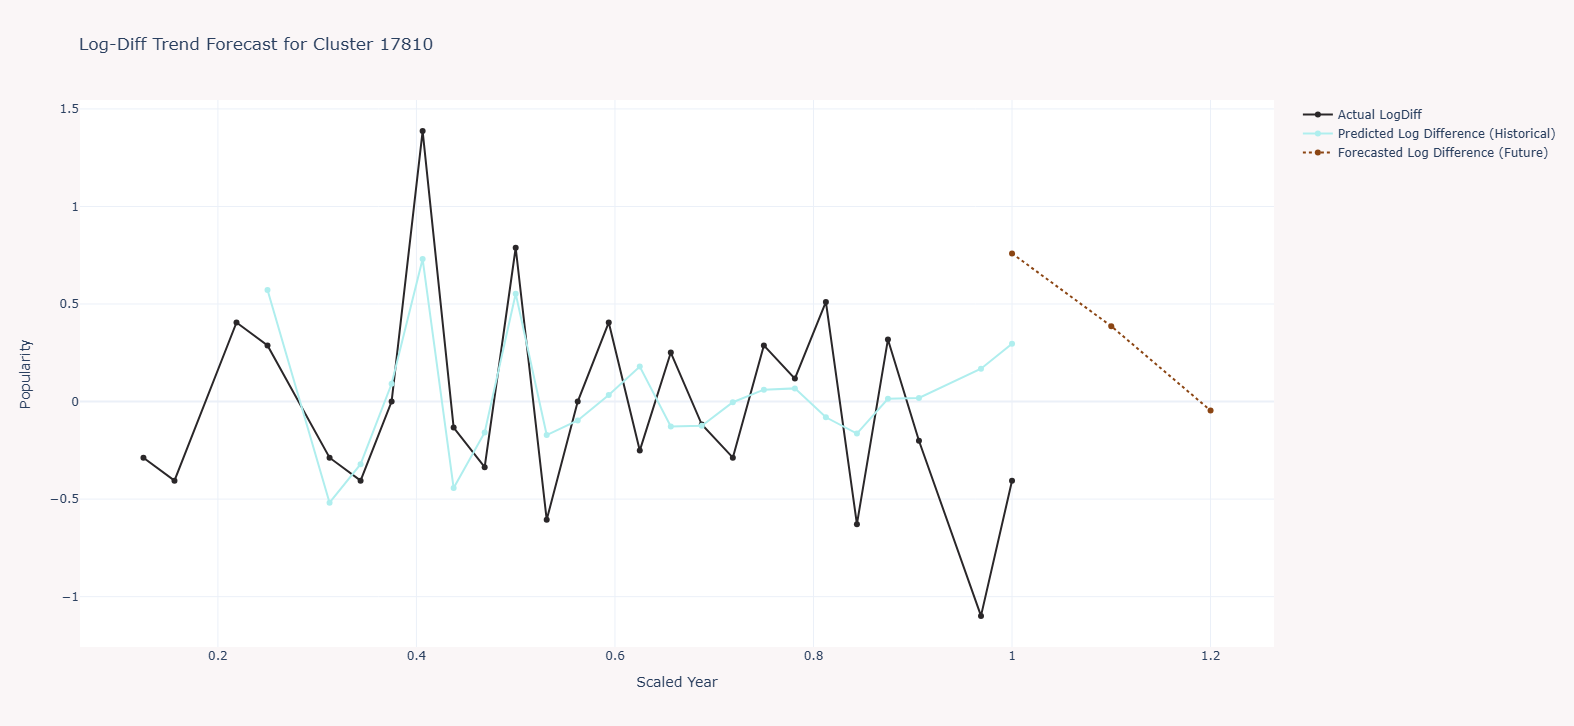 Log-Diff Trend Forecast for Cluster 17810
Actual LogDiff
Predicted Log Difference (Historical)
Forecasted Log Difference (Future)
Popularity
1.5
1
0.5
0
−0.5
−1
0.2
0.4
0.6
0.8
1
1.2
Scaled Year